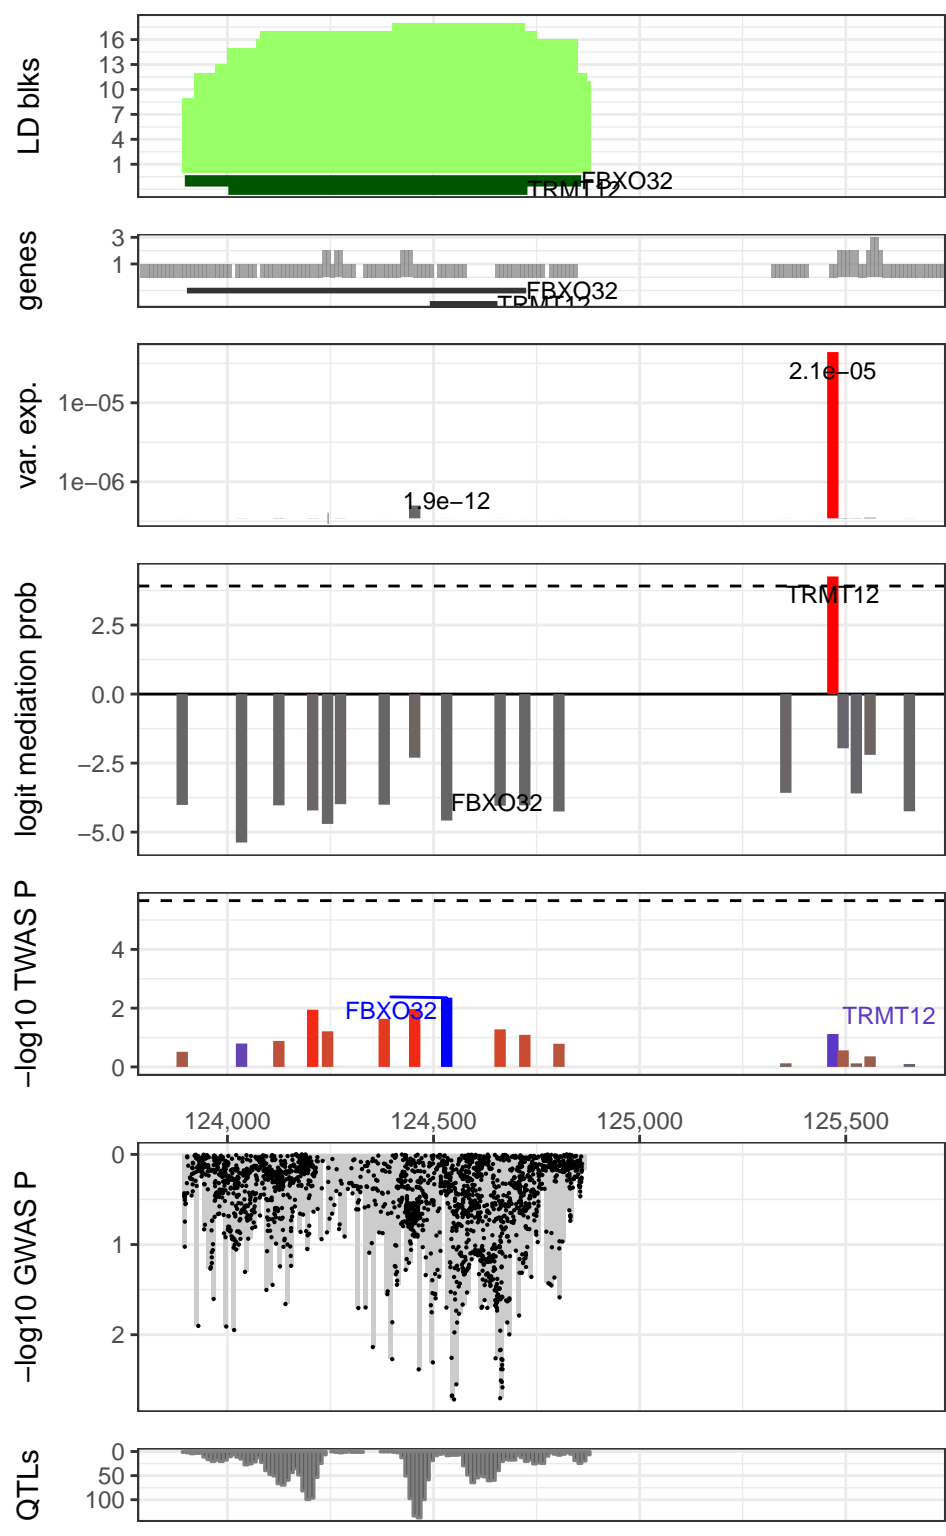 LD blks
16
13
10
7
4
1
FBXO32
TRMT12
genes
3
1
FBXO32
TRMT12
var. exp.
1e−05
1e−06
2.1e−05
1.9e−12
logit mediation prob
2.5
0.0
−2.5
−5.0
TRMT12
FBXO32
−log10 TWAS P
4
2
0
FBXO32
TRMT12
124,000 124,500 125,000 125,500
−log10 GWAS P
0
1
2
QTLs
0
50
100